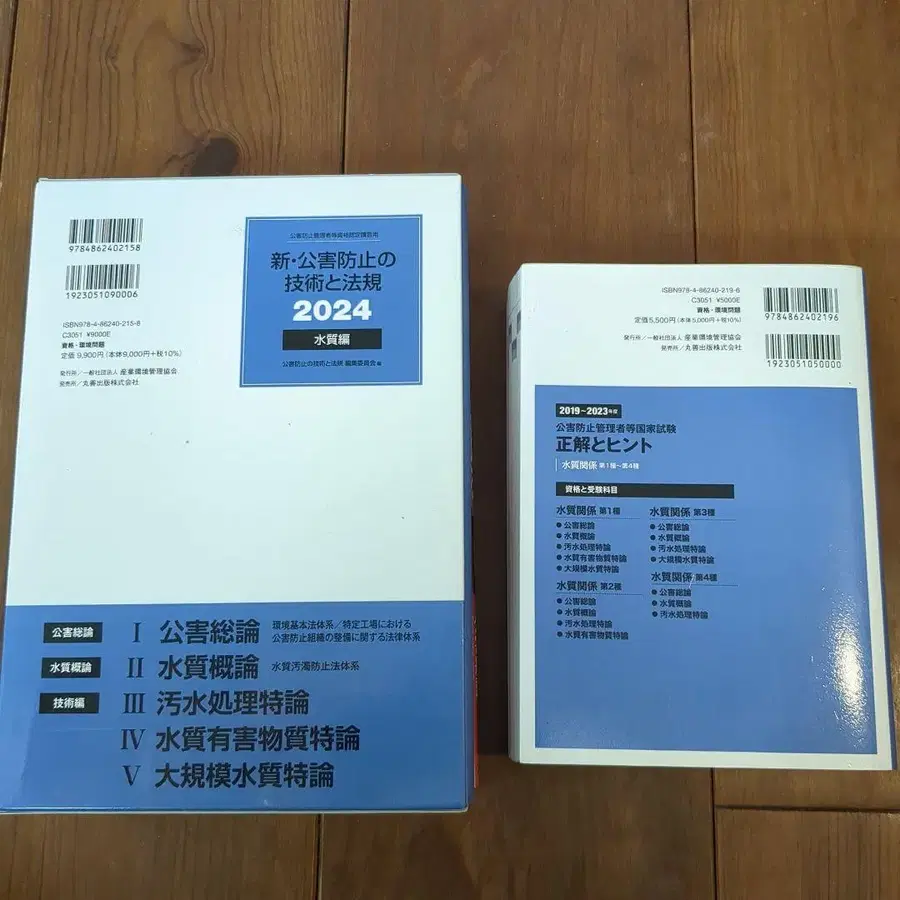 9784862402158
1923051090006
ISBN978-4-86240-215-8
C3051 ¥9000E
資格・環境問題
定価 9,900円(本体9,000円+税10%)
発行所/一般社団法人 産業環境管理協会
発売所/丸善出版株式会社
公害防止管理者等資格認定講習用
新・公害防止の
技術と法規
2024
水質編
公害防止の技術と法規 編集委員会 編
公害総論 Ⅰ 公害総論 環境基本法体系/特定工場における
公害防止組織の整備に関する法律体系
水質概論 Ⅱ 水質概論 水質汚濁防止法体系
技術編 Ⅲ 汚水処理特論
Ⅳ 水質有害物質特論
Ⅴ 大規模水質特論
ISBN978-4-86240-219-6
C3051 ¥5000E
資格・環境問題
定価5,500円(本体5,000円+税10%)
発行所/一般社団法人 産業環境管理協会
発売所/丸善出版株式会社
9784862402196
1923051050000
2019~2023年度
公害防止管理者等国家試験
正解とヒント
水質関係 第1種~第4種
資格と受験科目
水質関係 第1種
●公害総論
●水質概論
●汚水処理特論
●水質有害物質特論
●大規模水質特論
水質関係 第2種
●公害総論
●水質概論
●汚水処理特論
●水質有害物質特論
水質関係 第3種
●公害総論
●水質概論
●汚水処理特論
●大規模水質特論
水質関係 第4種
●公害総論
●水質概論
●汚水処理特論